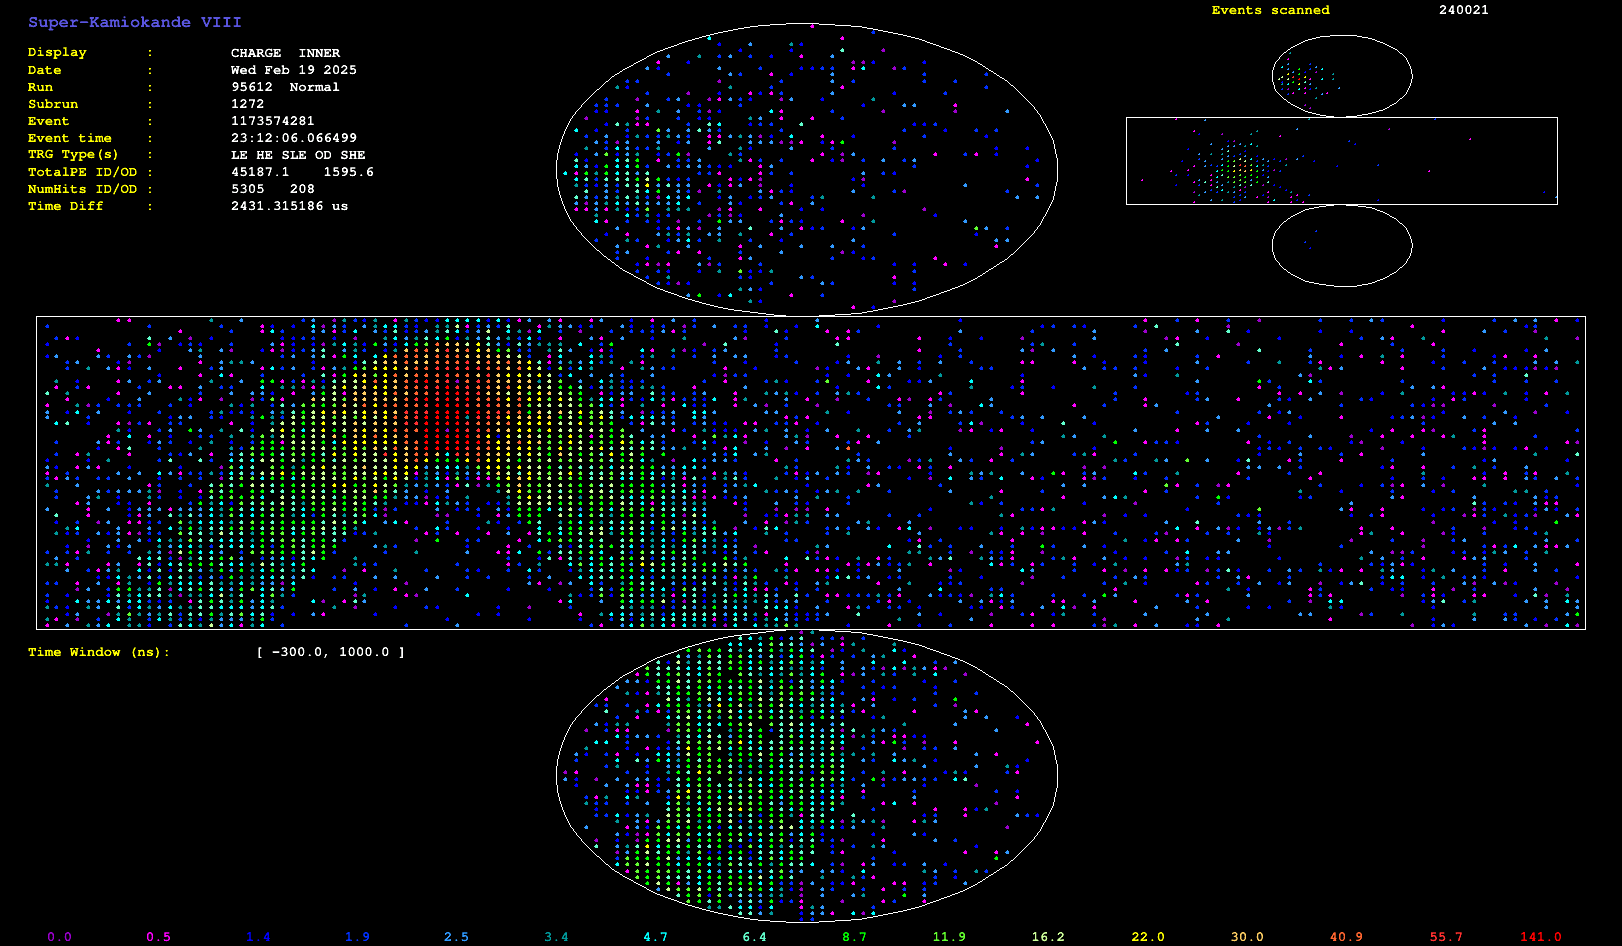 Super-Kamiokande VIII
Events scanned 240021
Display : CHARGE INNER
Date : Wed Feb 19 2025
Run : 95612 Normal
Subrun : 1272
Event : 1173574281
Event time : 23:12:06.066499
TRG Type(s) : LE HE SLE OD SHE
TotalPE ID/OD : 45187.1 1595.6
NumHits ID/OD : 5305 208
Time Diff : 2431.315186 us
Time Window (ns): [ -300.0, 1000.0 ]
0.0 0.5 1.4 1.9 2.5 3.4 4.7 6.4 8.7 11.9 16.2 22.0 30.0 40.9 55.7 141.0